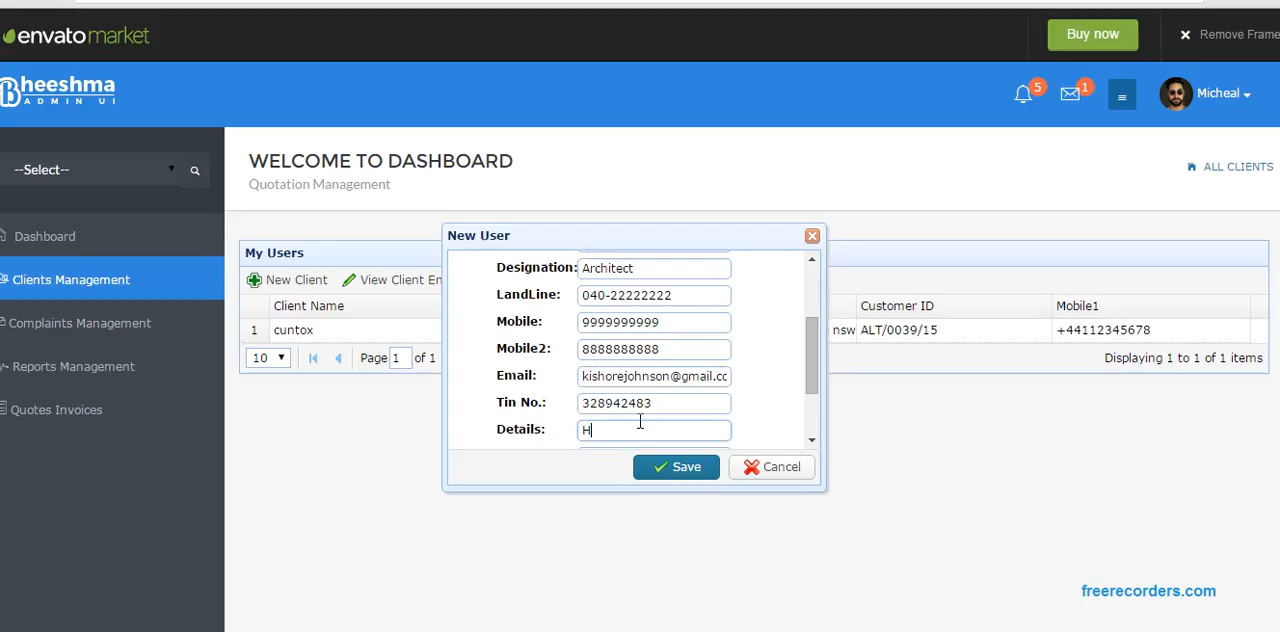 envatomarket
Buy now
Remove Frame
Bheeshma
ADMIN UI
5
1
Micheal
--Select--
WELCOME TO DASHBOARD
Quotation Management
ALL CLIENTS
Dashboard
Clients Management
Complaints Management
Reports Management
Quotes Invoices
My Users
New Client
View Client En
Client Name
Customer ID
Mobile1
1
cuntox
nsw
ALT/0039/15
+44112345678
10
Page 1 of 1
Displaying 1 to 1 of 1 items
New User
Designation: Architect
LandLine: 040-22222222
Mobile: 9999999999
Mobile2: 8888888888
Email: kishorejohnson@gmail.cc
Tin No.: 328942483
Details: H
Save
Cancel
freerecorders.com